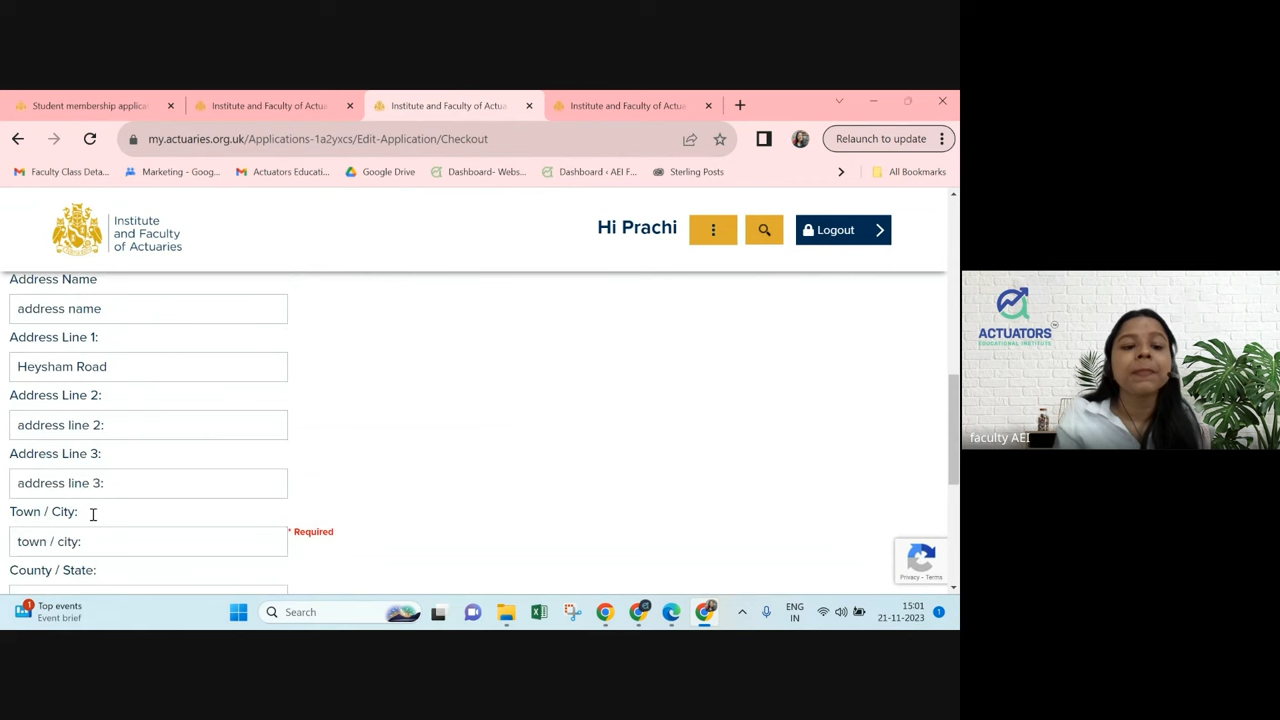 Student membership applica
Institute and Faculty of Actua
Institute and Faculty of Actua
Institute and Faculty of Actua
my.actuaries.org.uk/Applications-1a2yxcs/Edit-Application/Checkout
Relaunch to update
Faculty Class Deta...
Marketing - Goog...
Actuators Educati...
Google Drive
Dashboard- Webs...
Dashboard ‹ AEI F...
Sterling Posts
All Bookmarks
Institute
and Faculty
of Actuaries
Hi Prachi
Logout
Address Name
address name
Address Line 1:
Heysham Road
Address Line 2:
address line 2:
Address Line 3:
address line 3:
Town / City:
* Required
town / city:
County / State:
Privacy - Terms
1
Top events
Event brief
Search
ENG
IN
15:01
21-11-2023
1
ACTUATORS
EDUCATIONAL INSTITUTE
faculty AEI